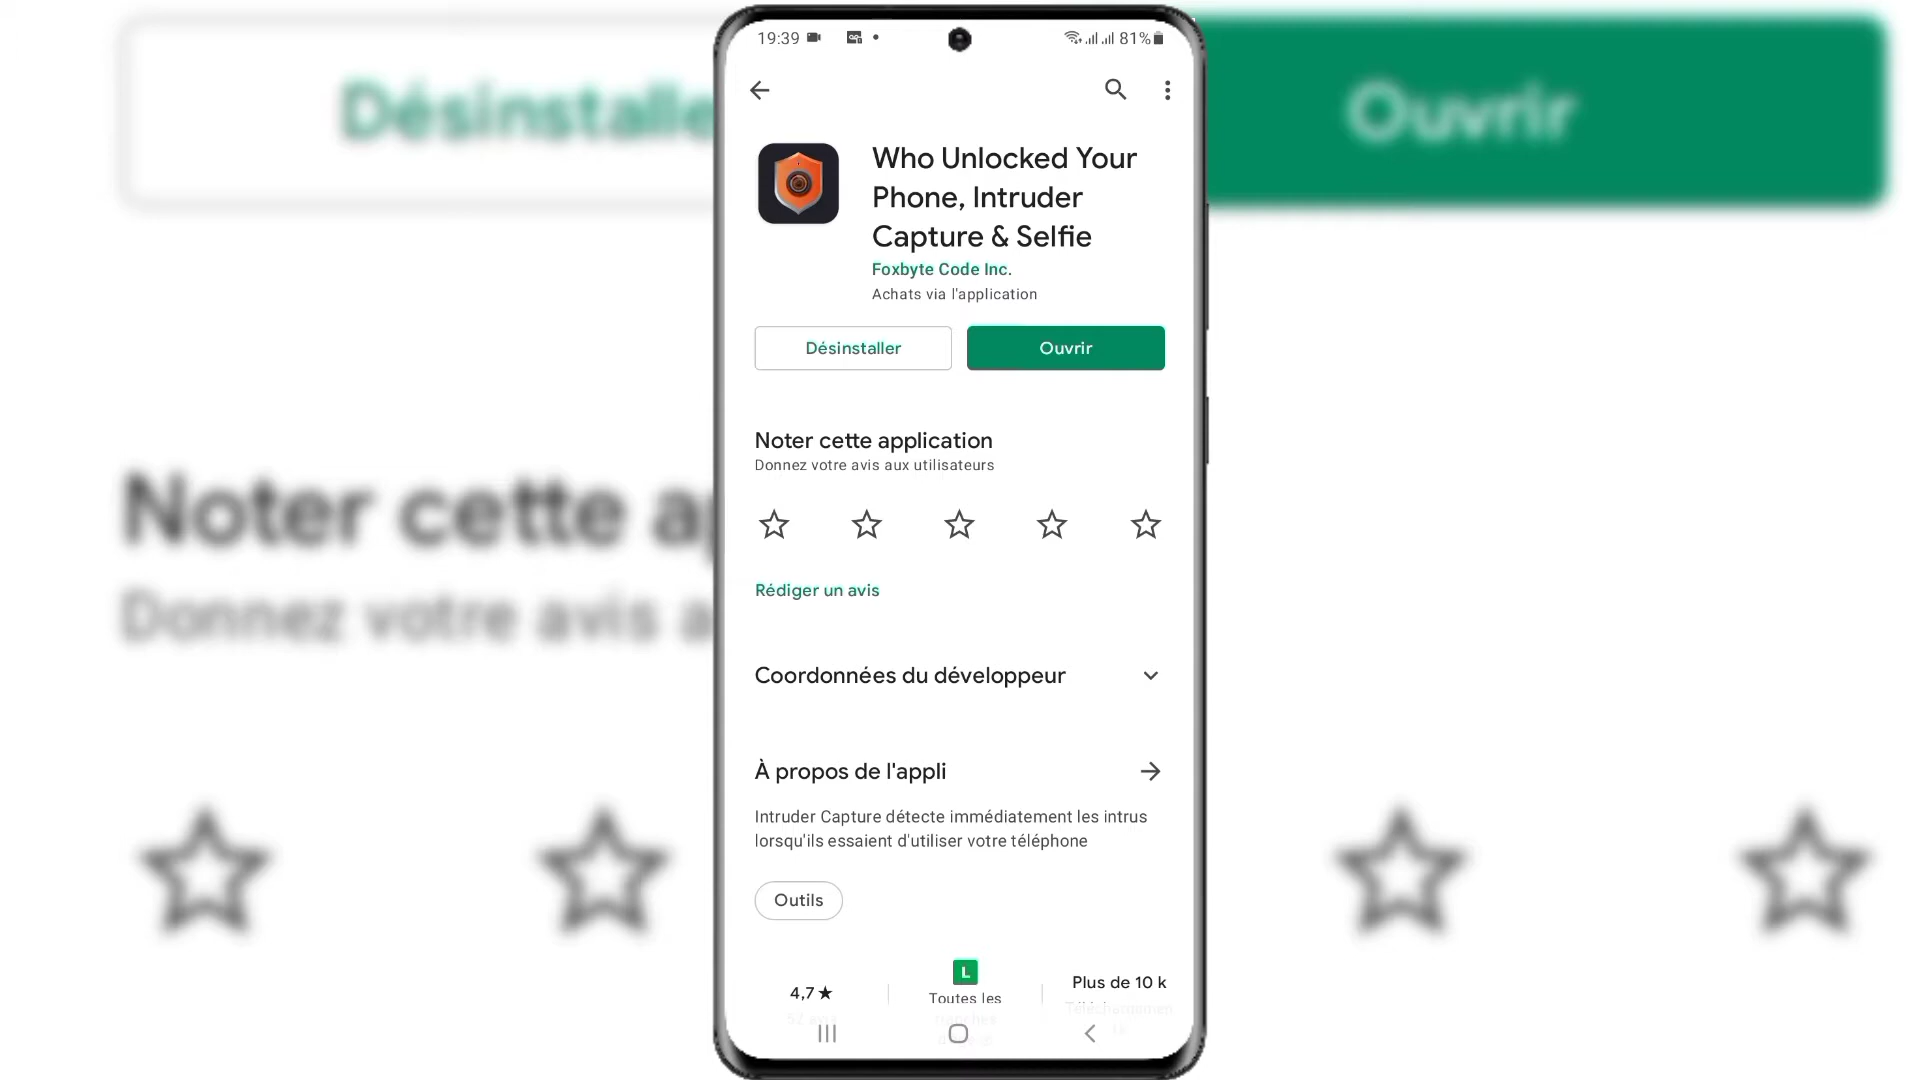 19:39
81%
Who Unlocked Your
Phone, Intruder
Capture & Selfie
Foxbyte Code Inc.
Achats via l'application
Désinstaller
Ouvrir
Noter cette application
Donnez votre avis aux utilisateurs
Rédiger un avis
Coordonnées du développeur
À propos de l'appli
Intruder Capture détecte immédiatement les intrus
lorsqu'ils essaient d'utiliser votre téléphone
Outils
L
4,7★
Toutes les
Plus de 10 k
52 avis
Désinstalle
Ouvrir
Noter cette ap
Donnez votre avis a